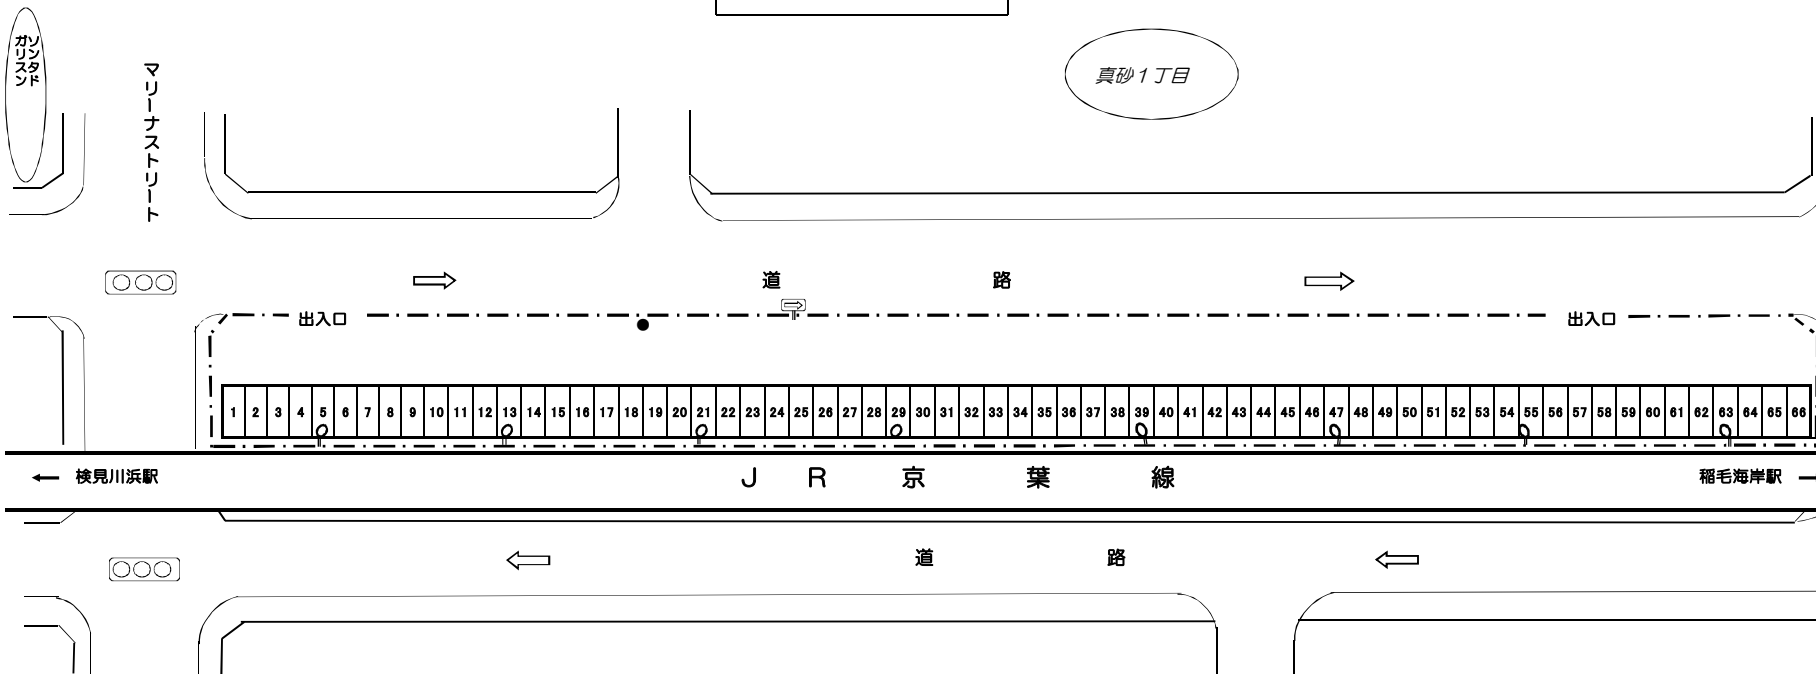 ガソリンスタンド
マリーナストリート
真砂1丁目
道路
出入口
出入口
1 2 3 4 5 6 7 8 9 10 11 12 13 14 15 16 17 18 19 20 21 22 23 24 25 26 27 28 29 30 31 32 33 34 35 36 37 38 39 40 41 42 43 44 45 46 47 48 49 50 51 52 53 54 55 56 57 58 59 60 61 62 63 64 65 66
検見川浜駅
JR京葉線
稲毛海岸駅
道路